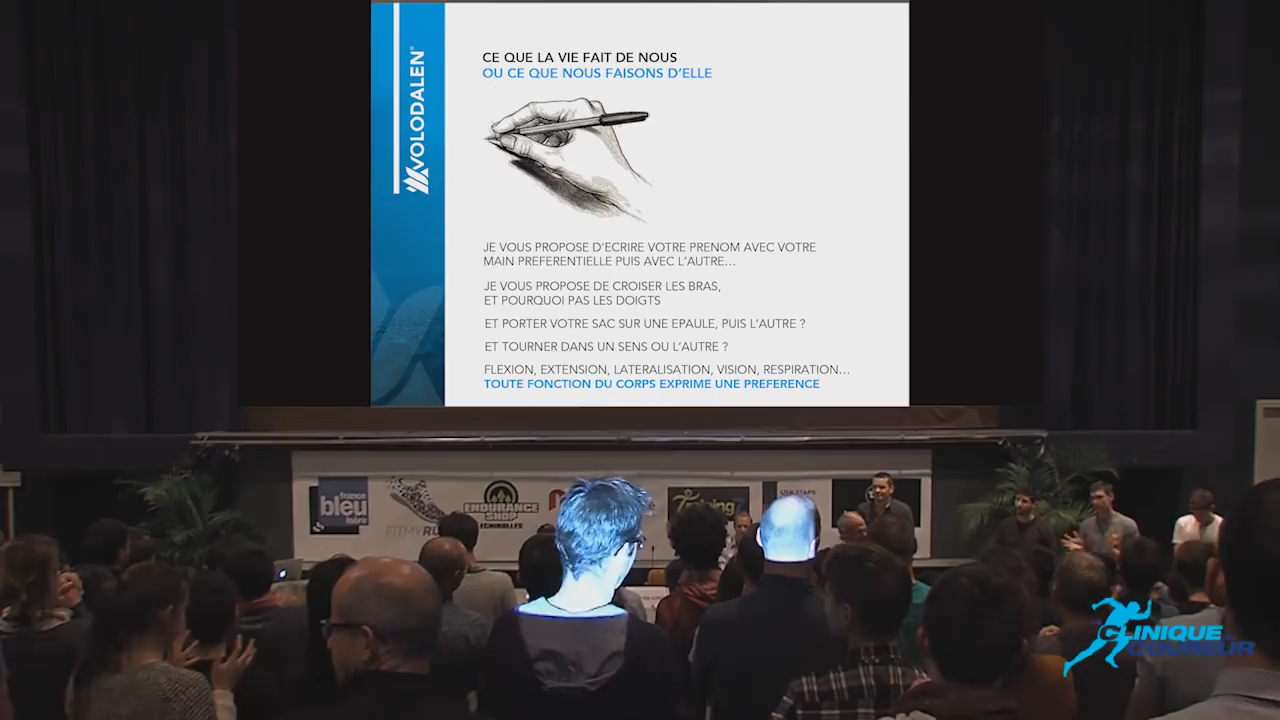 VOLODALEN®
CE QUE LA VIE FAIT DE NOUS
OU CE QUE NOUS FAISONS D'ELLE
JE VOUS PROPOSE D'ECRIRE VOTRE PRENOM AVEC VOTRE
MAIN PREFERENTIELLE PUIS AVEC L'AUTRE…
JE VOUS PROPOSE DE CROISER LES BRAS,
ET POURQUOI PAS LES DOIGTS
ET PORTER VOTRE SAC SUR UNE EPAULE, PUIS L'AUTRE ?
ET TOURNER DANS UN SENS OU L'AUTRE ?
FLEXION, EXTENSION, LATERALISATION, VISION, RESPIRATION…
TOUTE FONCTION DU CORPS EXPRIME UNE PREFERENCE
france
bleu
isère
FITMYRU
ENDURANCE
SHOP
ECHIROLLES
CLINIQUE
COUREUR